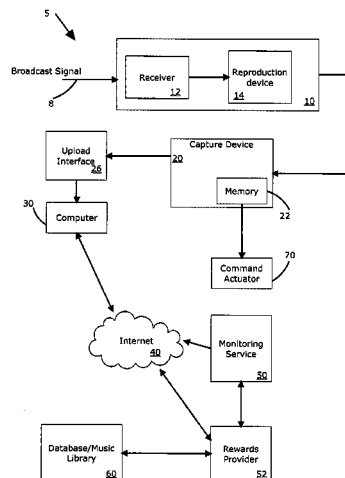 5
Broadcast Signal
8
Receiver
12
Reproduction
device
14
10
Upload
Interface
26
20
Capture Device
Memory
22
30
Computer
70
Command
Actuator
Internet
40
Monitoring
Service
50
Database/Music
Library
60
Rewards
Provider
52